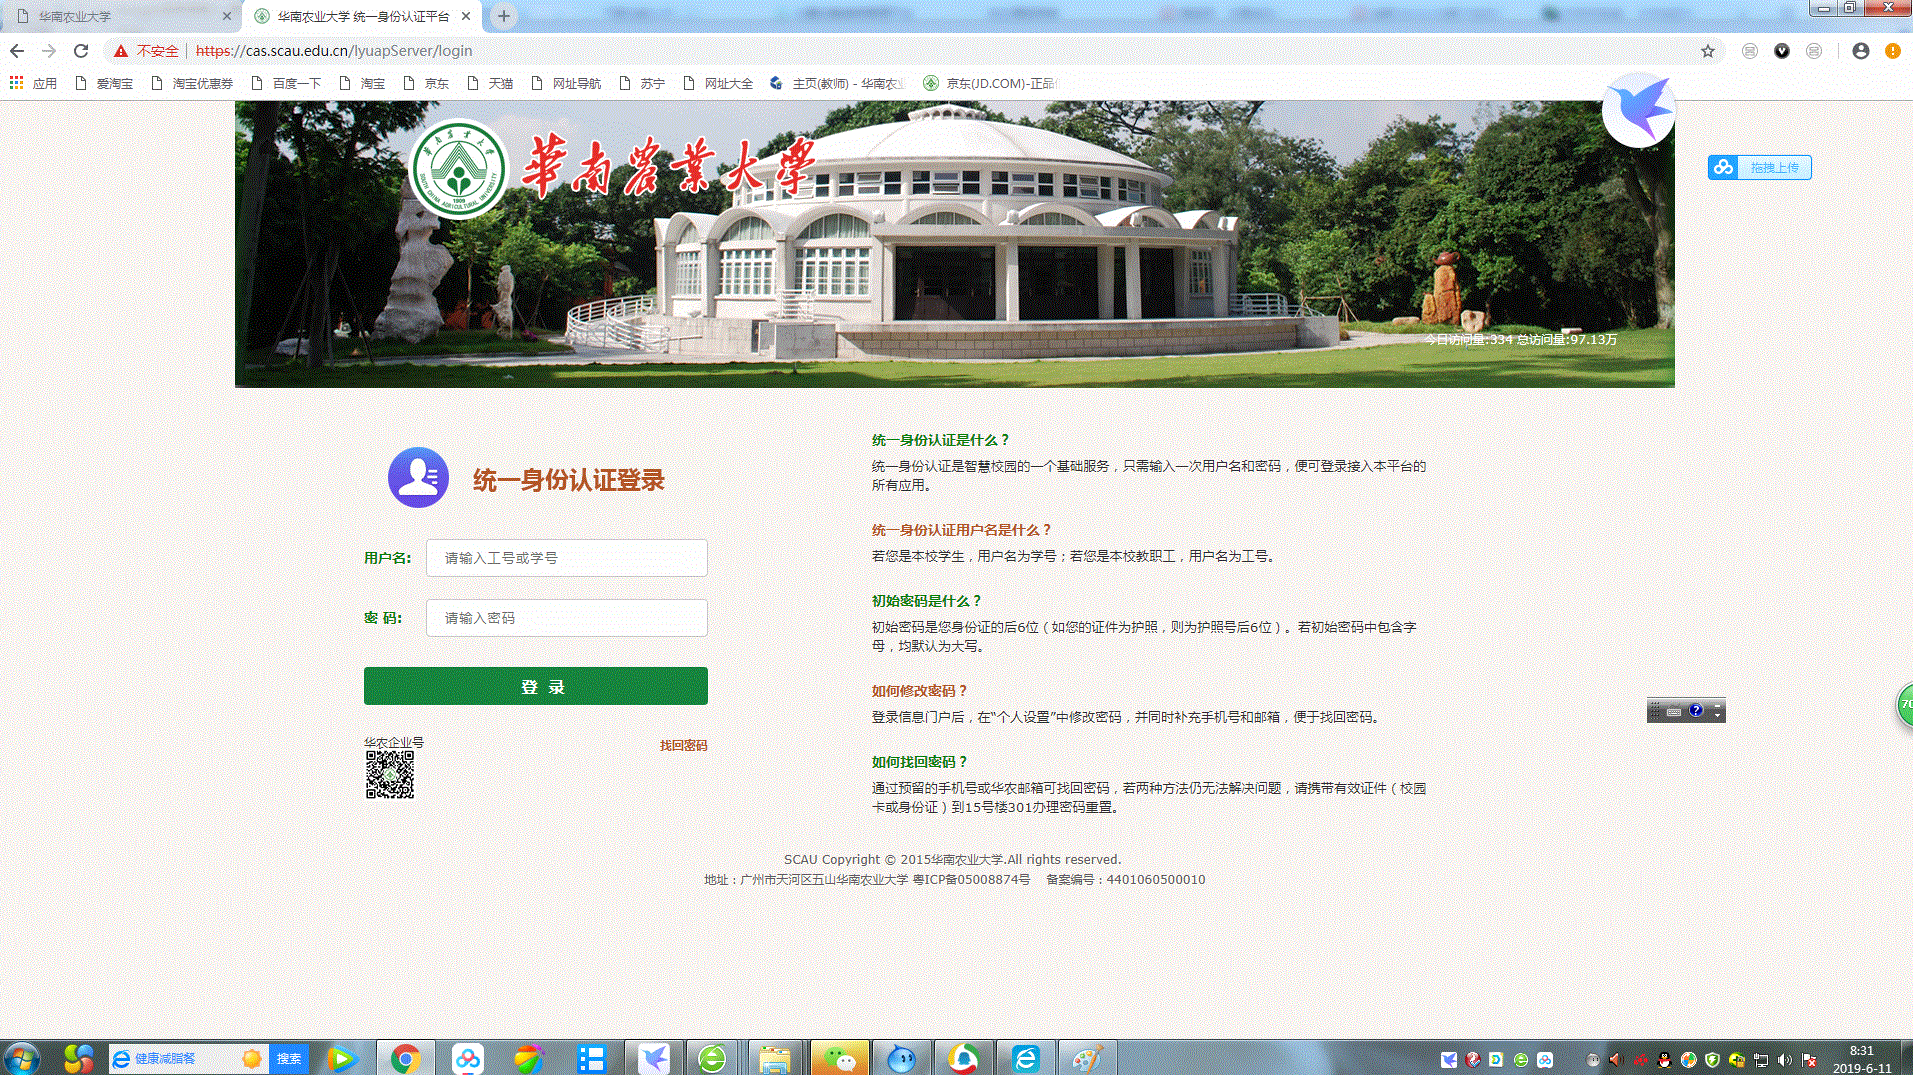 华南农业大学
华南农业大学 统一身份认证平台
不安全 | https://cas.scau.edu.cn/lyuapServer/login
应用 爱淘宝 淘宝优惠券 百度一下 淘宝 京东 天猫 网址导航 苏宁 网址大全 主页(教师) - 华南农业 京东(JD.COM)-正品
華南農業大學
SOUTH CHINA AGRICULTURAL UNIVERSITY
1909
拖拽上传
今日访问量:334 总访问量:97.13万
统一身份认证登录
用户名: 请输入工号或学号
密 码: 请输入密码
登 录
华农企业号 找回密码
统一身份认证是什么？
统一身份认证是智慧校园的一个基础服务，只需输入一次用户名和密码，便可登录接入本平台的
所有应用。
统一身份认证用户名是什么？
若您是本校学生，用户名为学号；若您是本校教职工，用户名为工号。
初始密码是什么？
初始密码是您身份证的后6位（如您的证件为护照，则为护照号后6位）。若初始密码中包含字
母，均默认为大写。
如何修改密码？
登录信息门户后，在“个人设置”中修改密码，并同时补充手机号和邮箱，便于找回密码。
如何找回密码？
通过预留的手机号或华农邮箱可找回密码，若两种方法仍无法解决问题，请携带有效证件（校园
卡或身份证）到15号楼301办理密码重置。
70
SCAU Copyright © 2015华南农业大学.All rights reserved.
地址：广州市天河区五山华南农业大学 粤ICP备05008874号 备案编号：4401060500010
健康减脂餐 搜索
8:31
2019-6-11